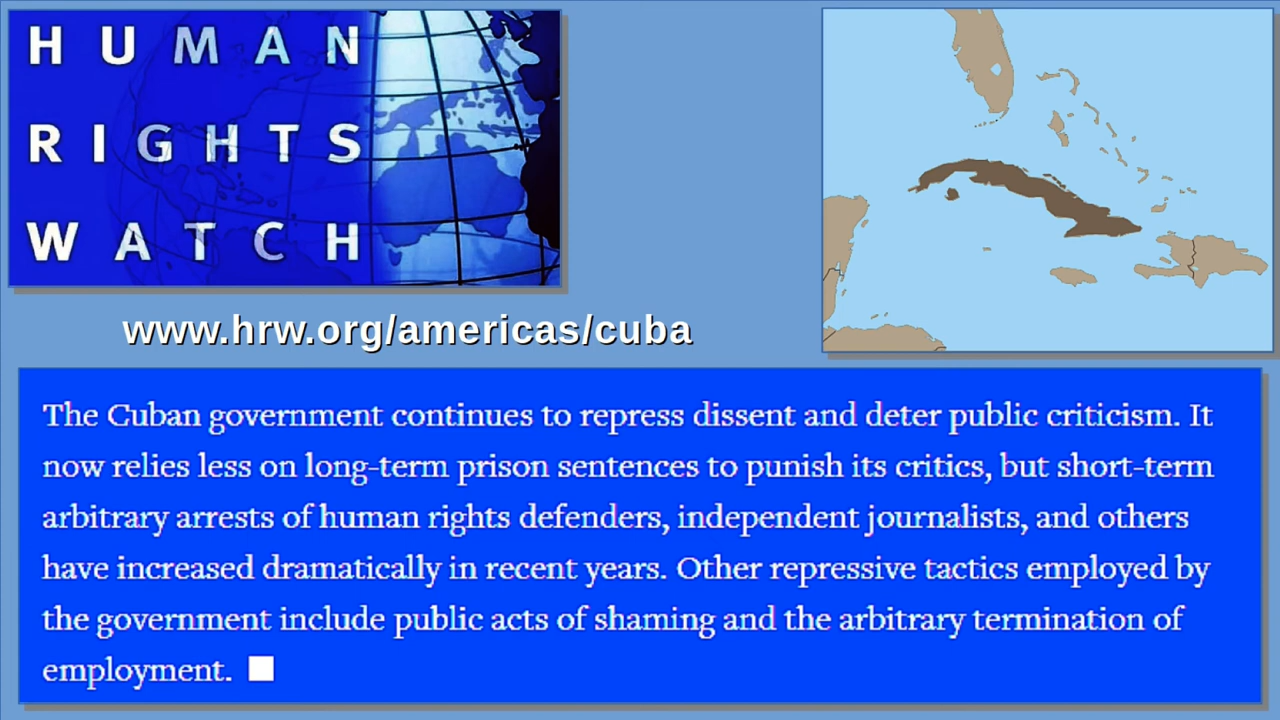 HUMAN
RIGHTS
WATCH
www.hrw.org/americas/cuba
The Cuban government continues to repress dissent and deter public criticism. It
now relies less on long-term prison sentences to punish its critics, but short-term
arbitrary arrests of human rights defenders, independent journalists, and others
have increased dramatically in recent years. Other repressive tactics employed by
the government include public acts of shaming and the arbitrary termination of
employment.